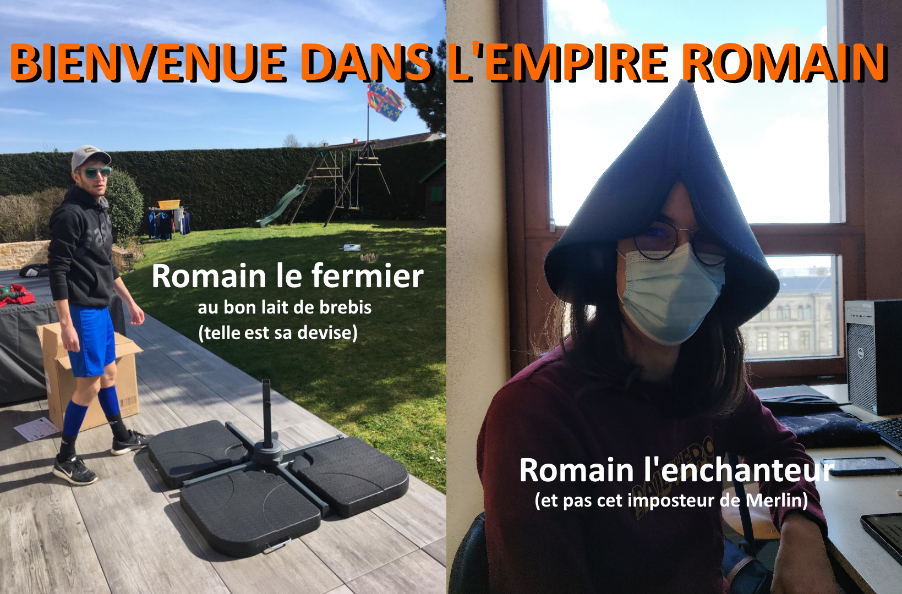 BIENVENUE DANS L'EMPIRE ROMAIN
Romain le fermier
au bon lait de brebis
(telle est sa devise)
Romain l'enchanteur
(et pas cet imposteur de Merlin)